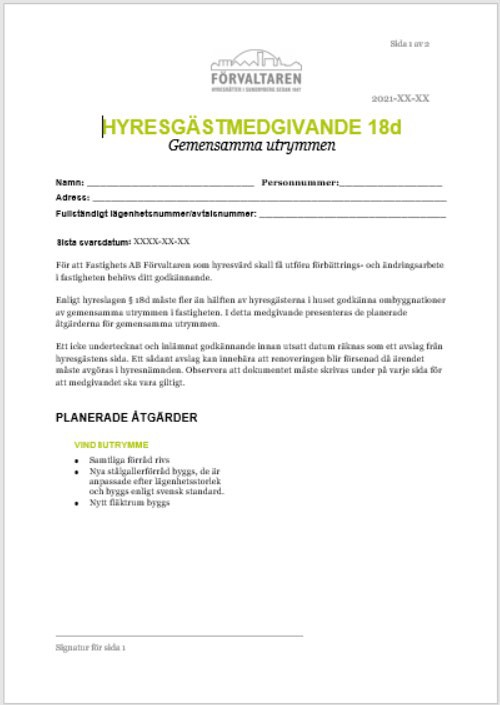 Sida 1 av 2
FÖRVALTAREN
HYRESRÄTTER I SUNDBYBERG SEDAN 1947
2021-XX-XX
HYRESGÄSTMEDGIVANDE 18d
Gemensamma utrymmen
Namn: Personnummer:
Adress:
Fullständigt lägenhetsnummer/avtalsnummer:
Sista svarsdatum: XXXX-XX-XX
För att Fastighets AB Förvaltaren som hyresvärd skall få utföra förbättrings- och ändringsarbete
i fastigheten behövs ditt godkännande.
Enligt hyreslagen § 18d måste fler än hälften av hyresgästerna i huset godkänna ombyggnationer
av gemensamma utrymmen i fastigheten. I detta medgivande presenteras de planerade
åtgärderna för gemensamma utrymmen.
Ett icke undertecknat och inlämnat godkännande innan utsatt datum räknas som ett avslag från
hyresgästens sida. Ett sådant avslag kan innebära att renoveringen blir försenad då ärendet
måste avgöras i hyresnämnden. Observera att dokumentet måste skrivas under på varje sida för
att medgivandet ska vara giltigt.
PLANERADE ÅTGÄRDER
VINDSUTRYMME
• Samtliga förråd rivs
• Nya stålgallerförråd byggs, de är
anpassade efter lägenhetsstorlek
och byggs enligt svensk standard.
• Nytt fläktrum byggs
Signatur för sida 1